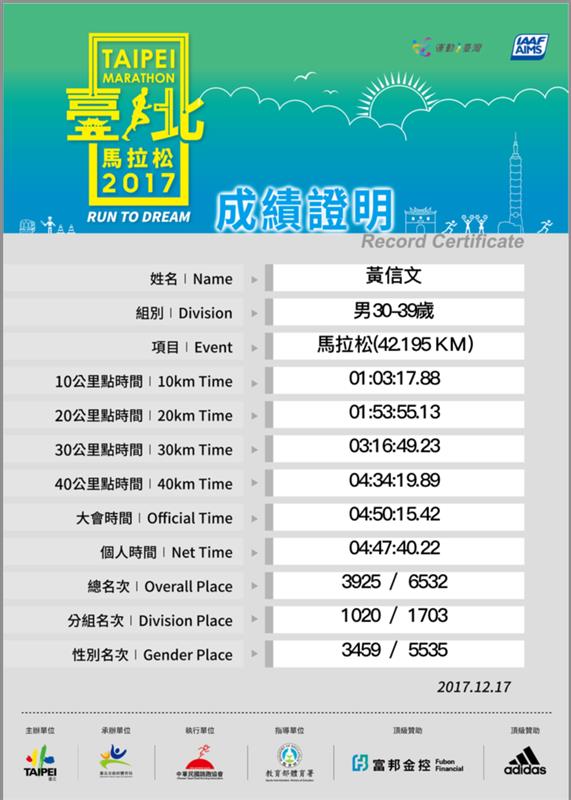 TAIPEI
MARATHON
臺北
馬拉松
2017
RUN TO DREAM
運動i臺灣
IAAF
AIMS
成績證明
Record Certificate
姓名 | Name 黃信文
組別 | Division 男30-39歲
項目 | Event 馬拉松(42.195 KM)
10公里點時間 | 10km Time 01:03:17.88
20公里點時間 | 20km Time 01:53:55.13
30公里點時間 | 30km Time 03:16:49.23
40公里點時間 | 40km Time 04:34:19.89
大會時間 | Official Time 04:50:15.42
個人時間 | Net Time 04:47:40.22
總名次 | Overall Place 3925 / 6532
分組名次 | Division Place 1020 / 1703
性別名次 | Gender Place 3459 / 5535
2017.12.17
主辦單位 承辦單位 執行單位 指導單位 頂級贊助 頂級贊助
TAIPEI
臺北
中華民國路跑協會
教育部體育署
富邦金控 Fubon Financial
adidas